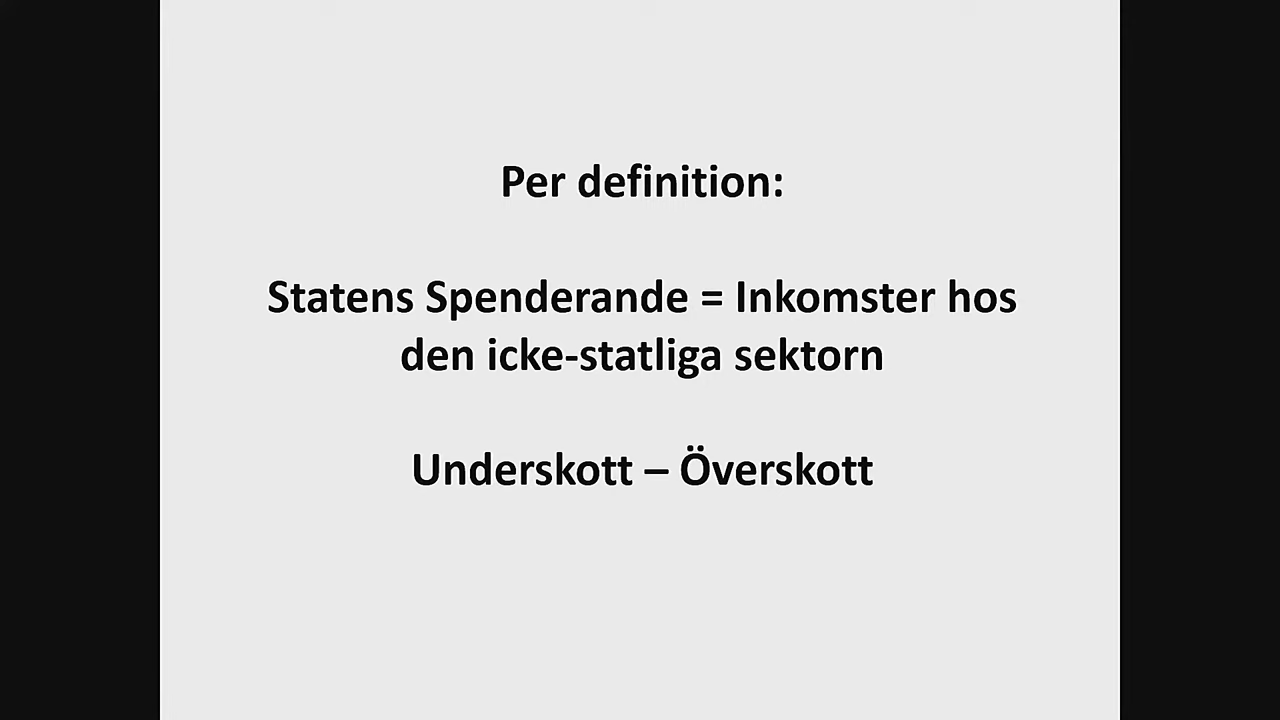 Per definition:
Statens Spenderande = Inkomster hos
den icke-statliga sektorn
Underskott – Överskott